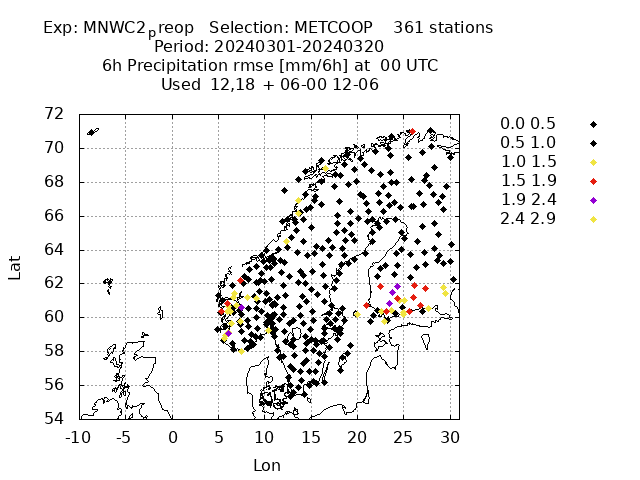 Exp: MNWC2preop Selection: METCOOP 361 stations
Period: 20240301-20240320
6h Precipitation rmse [mm/6h] at 00 UTC
Used 12,18 + 06-00 12-06
72
70
68
66
64
62
60
58
56
54
Lat
-10 -5 0 5 10 15 20 25 30
Lon
0.0 0.5
0.5 1.0
1.0 1.5
1.5 1.9
1.9 2.4
2.4 2.9